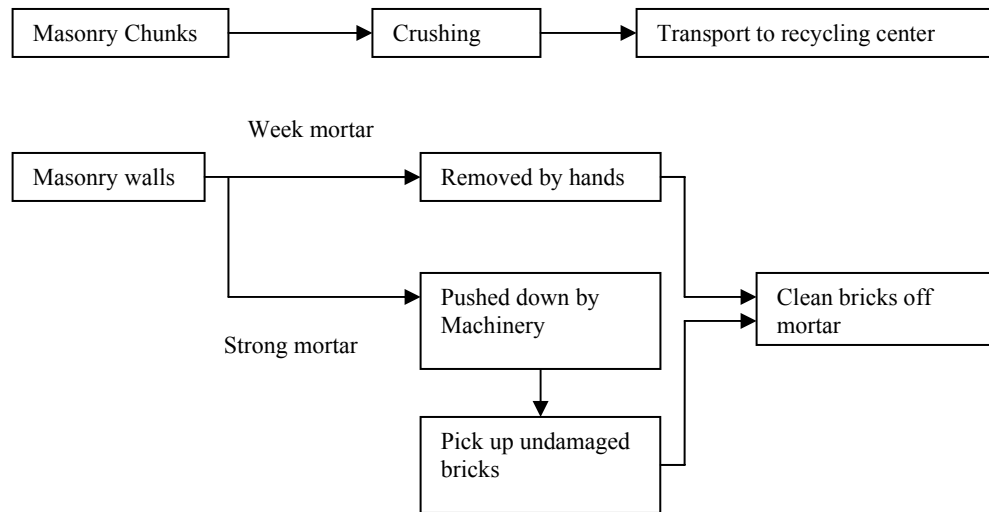 Masonry Chunks
Crushing
Transport to recycling center
Week mortar
Masonry walls
Removed by hands
Pushed down by
Machinery
Clean bricks off
mortar
Strong mortar
Pick up undamaged
bricks